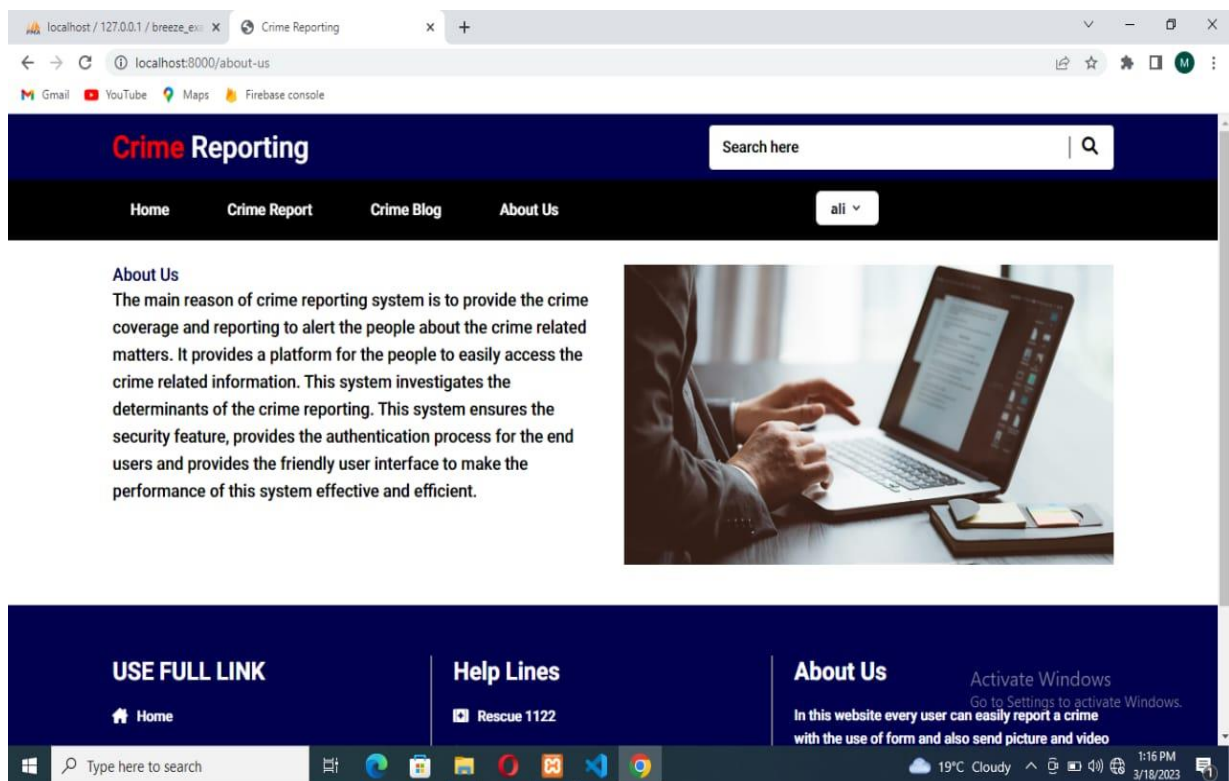 localhost / 127.0.0.1 / breeze_exa
Crime Reporting
localhost:8000/about-us
M
Gmail YouTube Maps Firebase console
Crime Reporting
Search here
Home Crime Report Crime Blog About Us ali
About Us
The main reason of crime reporting system is to provide the crime
coverage and reporting to alert the people about the crime related
matters. It provides a platform for the people to easily access the
crime related information. This system investigates the
determinants of the crime reporting. This system ensures the
security feature, provides the authentication process for the end
users and provides the friendly user interface to make the
performance of this system effective and efficient.
USE FULL LINK
Home
Help Lines
Rescue 1122
About Us
In this website every user can easily report a crime
with the use of form and also send picture and video
Activate Windows
Go to Settings to activate Windows.
Type here to search
19°C Cloudy
1:16 PM
3/18/2023